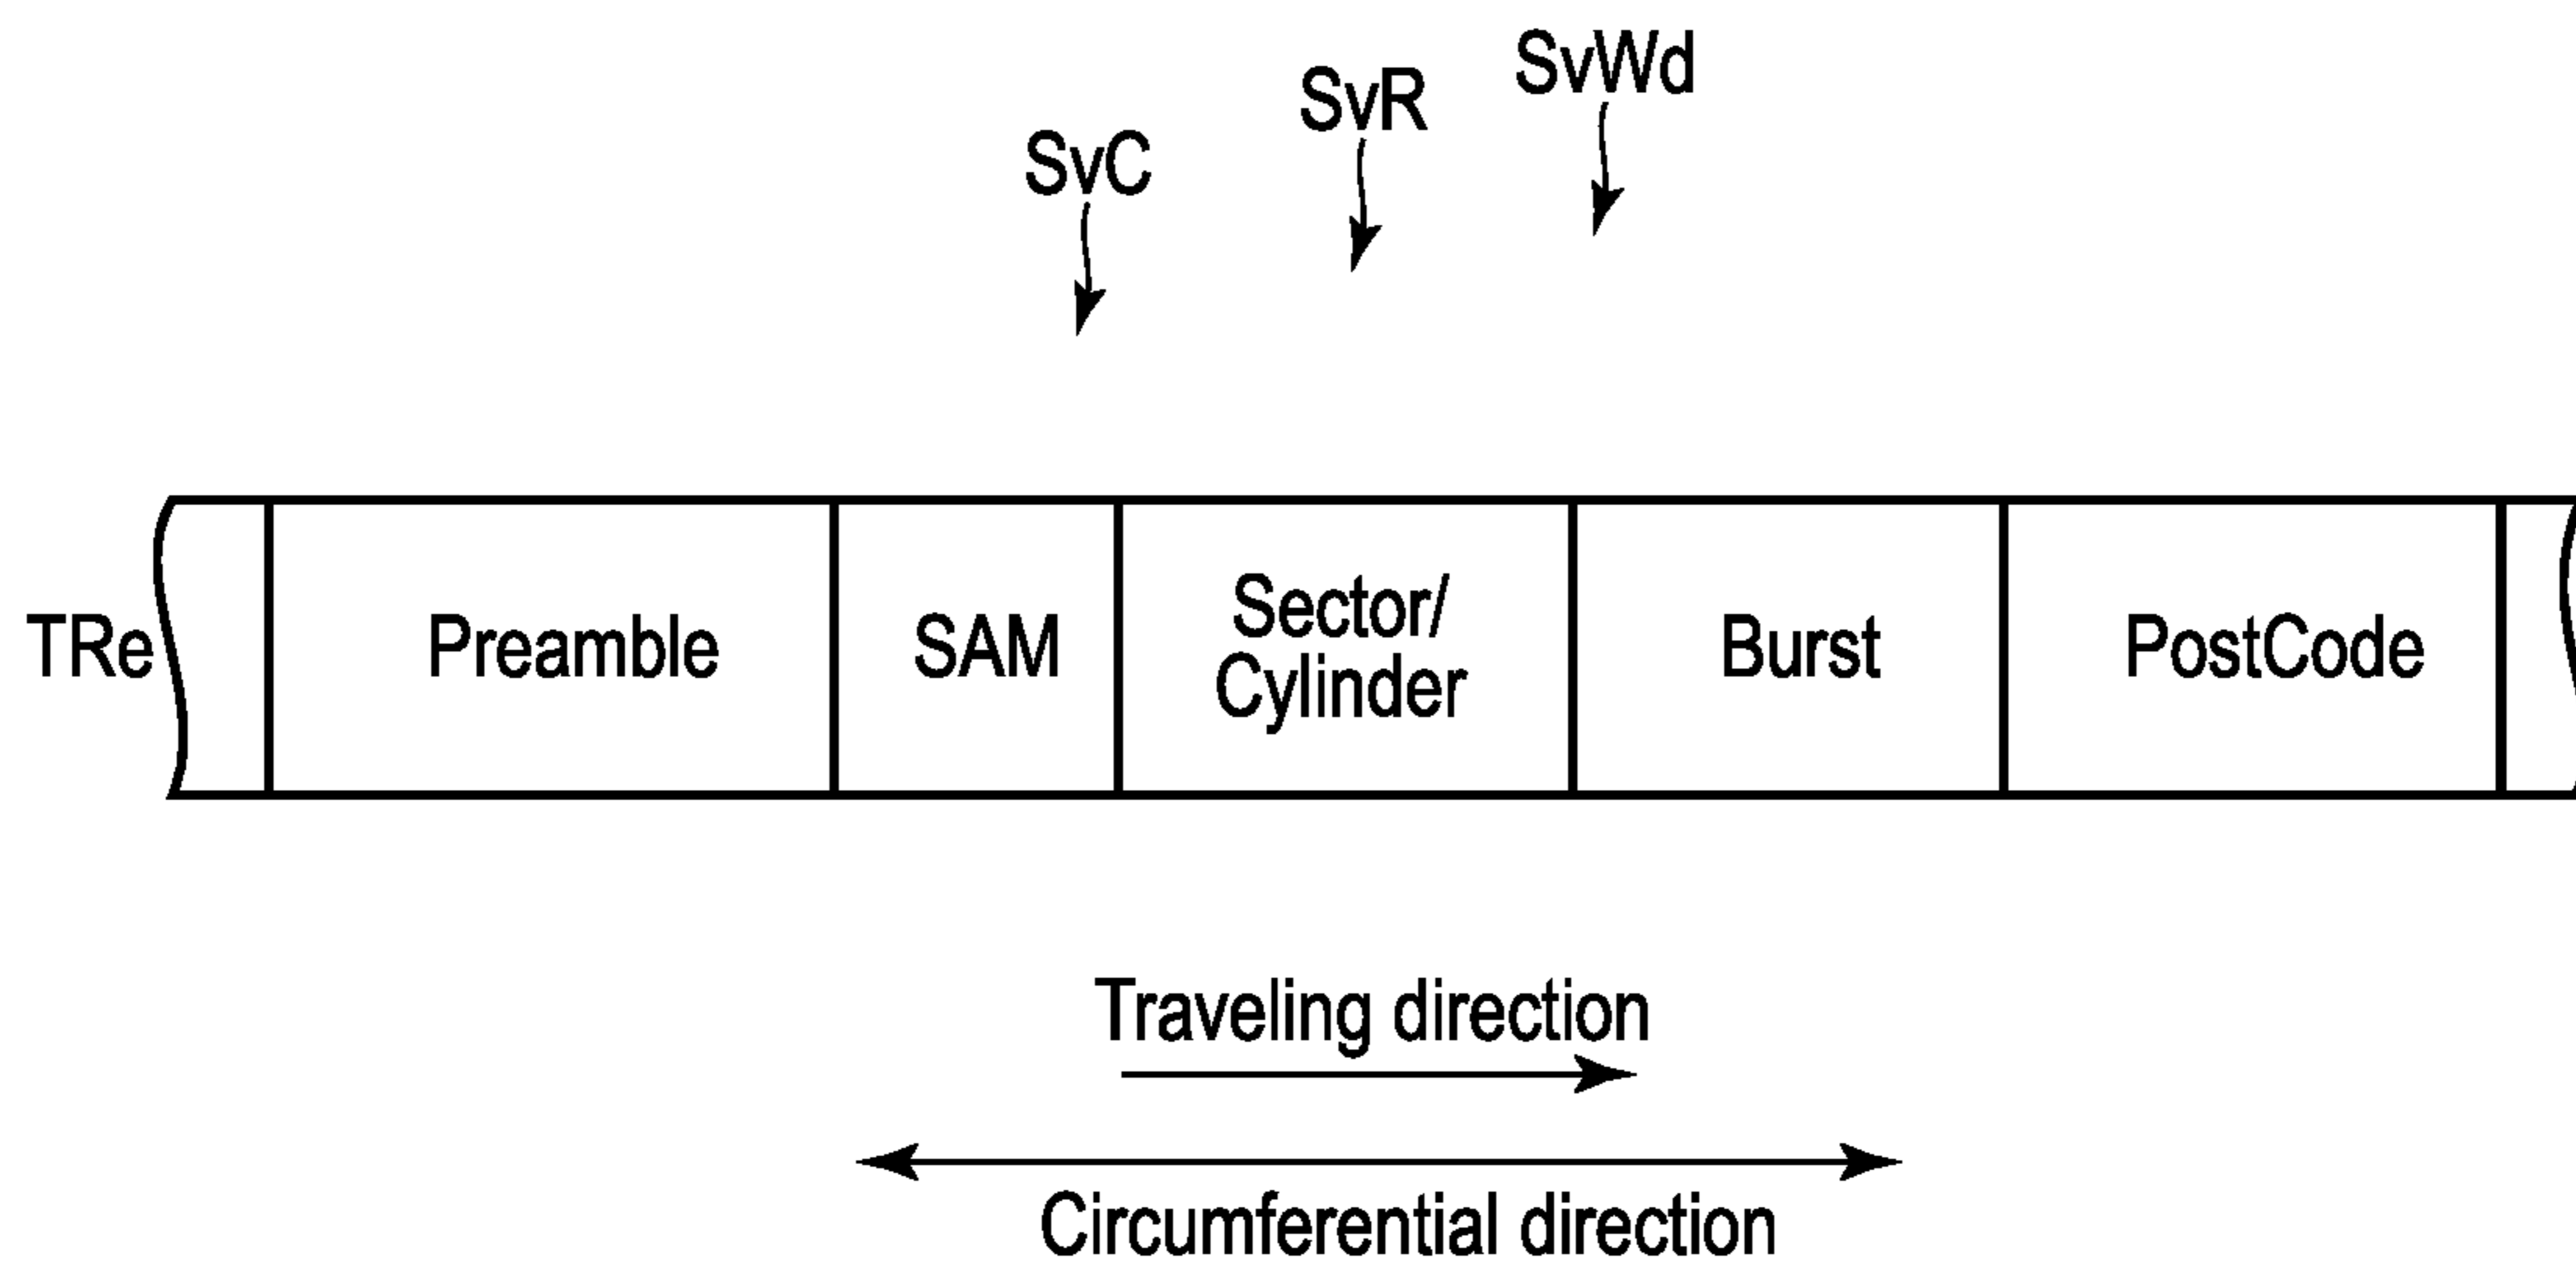 SvWd
SvR
SvC
TRe
Preamble
SAM
Sector/
Cylinder
Burst
PostCode
Traveling direction
Circumferential direction